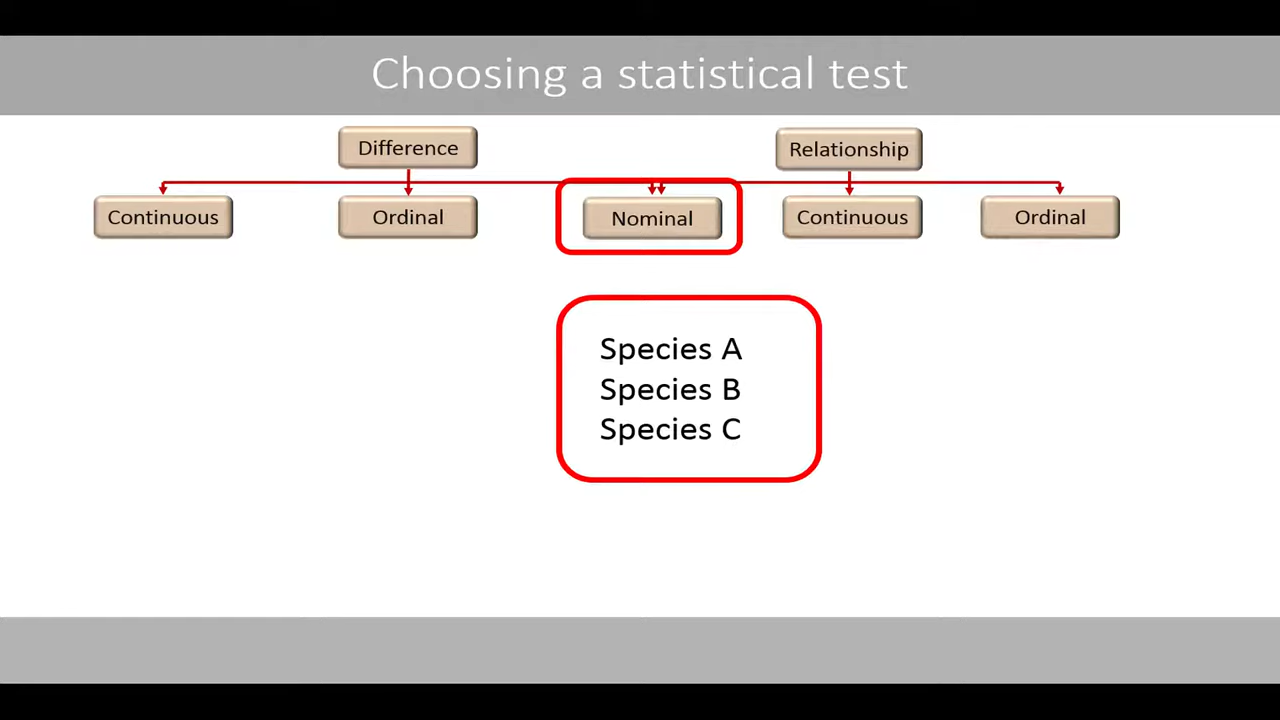 Choosing a statistical test
Difference
Relationship
Continuous
Ordinal
Nominal
Continuous
Ordinal
Species A
Species B
Species C